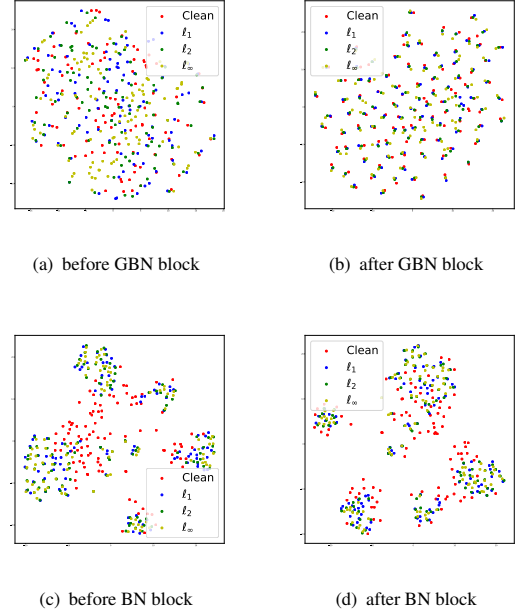 Clean
ℓ₁
ℓ₂
ℓ∞
Clean
ℓ₁
ℓ₂
ℓ∞
(a) before GBN block
(b) after GBN block
Clean
ℓ₁
ℓ₂
ℓ∞
Clean
ℓ₁
ℓ₂
ℓ∞
(c) before BN block
(d) after BN block